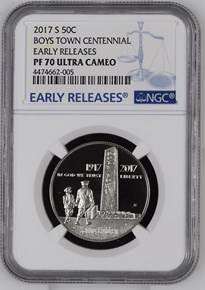 2017 S 50C
BOYS TOWN CENTENNIAL
EARLY RELEASES
PF 70 ULTRA CAMEO
4474662-005
EARLY RELEASES
NGC
1917 2017
IN GOD WE TRUST LIBERTY